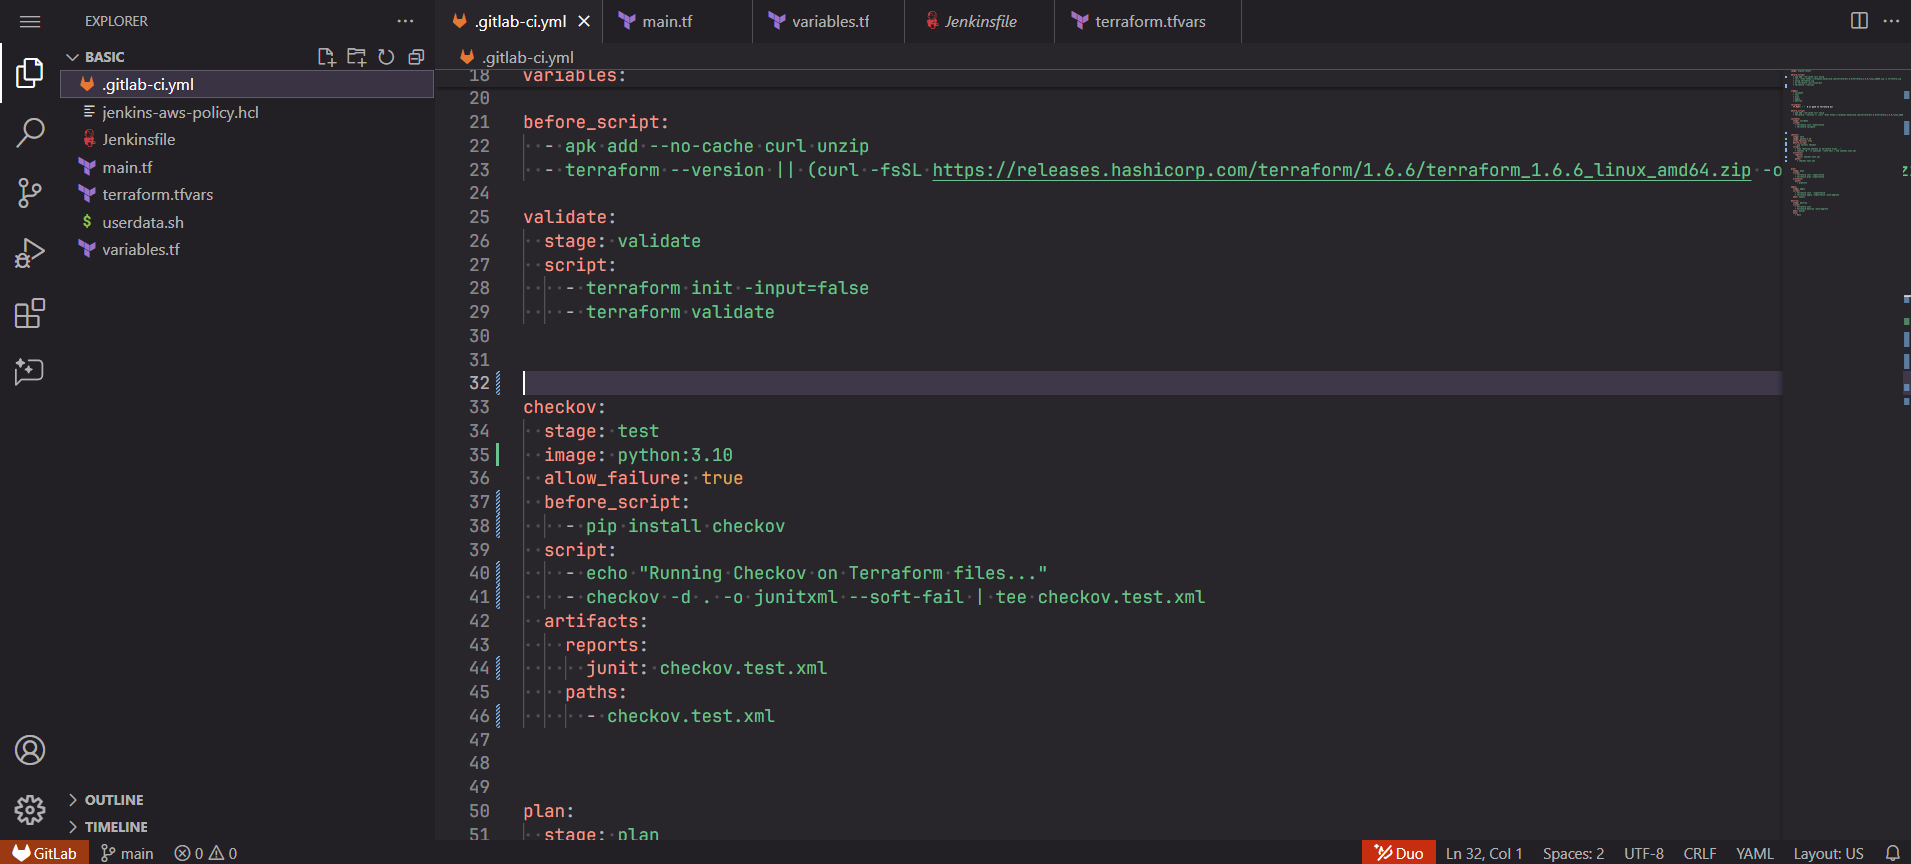 EXPLORER
BASIC
.gitlab-ci.yml
jenkins-aws-policy.hcl
Jenkinsfile
main.tf
terraform.tfvars
$ userdata.sh
variables.tf
OUTLINE
TIMELINE
.gitlab-ci.yml
main.tf
variables.tf
Jenkinsfile
terraform.tfvars
.gitlab-ci.yml
18 variables:
20
21 before_script:
22 - apk add --no-cache curl unzip
23 - terraform --version || (curl -fsSL https://releases.hashicorp.com/terraform/1.6.6/terraform_1.6.6_linux_amd64.zip -o
24
25 validate:
26 stage: validate
27 script:
28 - terraform init -input=false
29 - terraform validate
30
31
32
33 checkov:
34 stage: test
35 image: python:3.10
36 allow_failure: true
37 before_script:
38 - pip install checkov
39 script:
40 - echo "Running Checkov on Terraform files..."
41 - checkov -d . -o junitxml --soft-fail | tee checkov.test.xml
42 artifacts:
43 reports:
44 junit: checkov.test.xml
45 paths:
46 - checkov.test.xml
47
48
49
50 plan:
51 stage: plan
GitLab
main
0 0
Duo
Ln 32, Col 1
Spaces: 2
UTF-8
CRLF
YAML
Layout: US